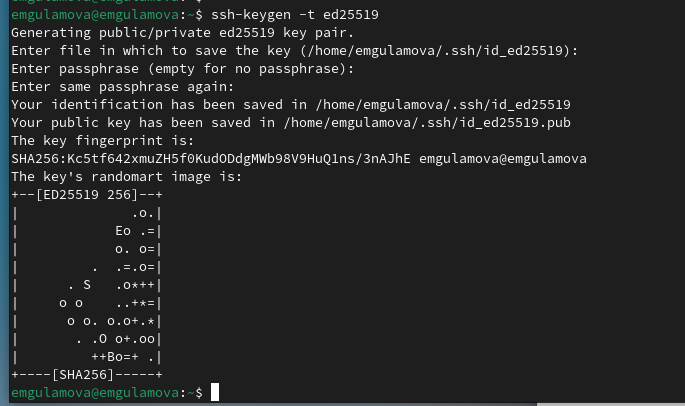 emgulamova@emgulamova:~$ ssh-keygen -t ed25519
Generating public/private ed25519 key pair.
Enter file in which to save the key (/home/emgulamova/.ssh/id_ed25519):
Enter passphrase (empty for no passphrase):
Enter same passphrase again:
Your identification has been saved in /home/emgulamova/.ssh/id_ed25519
Your public key has been saved in /home/emgulamova/.ssh/id_ed25519.pub
The key fingerprint is:
SHA256:Kc5tf642xmuZH5f0KudODdgMWb98V9HuQ1ns/3nAJhE emgulamova@emgulamova
The key's randomart image is:
+--[ED25519 256]--+
|              .o.|
|            Eo .=|
|            o. o=|
|         .  .=.o=|
|      . S   .o*++|
|     o o    ..+*=|
|      o o. o.o+.*|
|       . .O o+.oo|
|         ++Bo=+ .|
+----[SHA256]-----+
emgulamova@emgulamova:~$